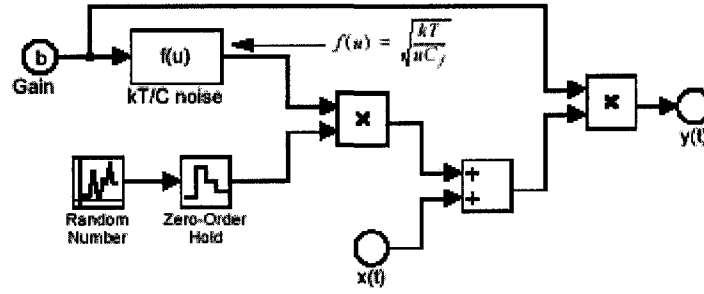 b
Gain
f(u)
kT/C noise
f(u) = √(kT/uC_f)
×
×
y(t)
+
+
Random
Number
Zero-Order
Hold
x(t)